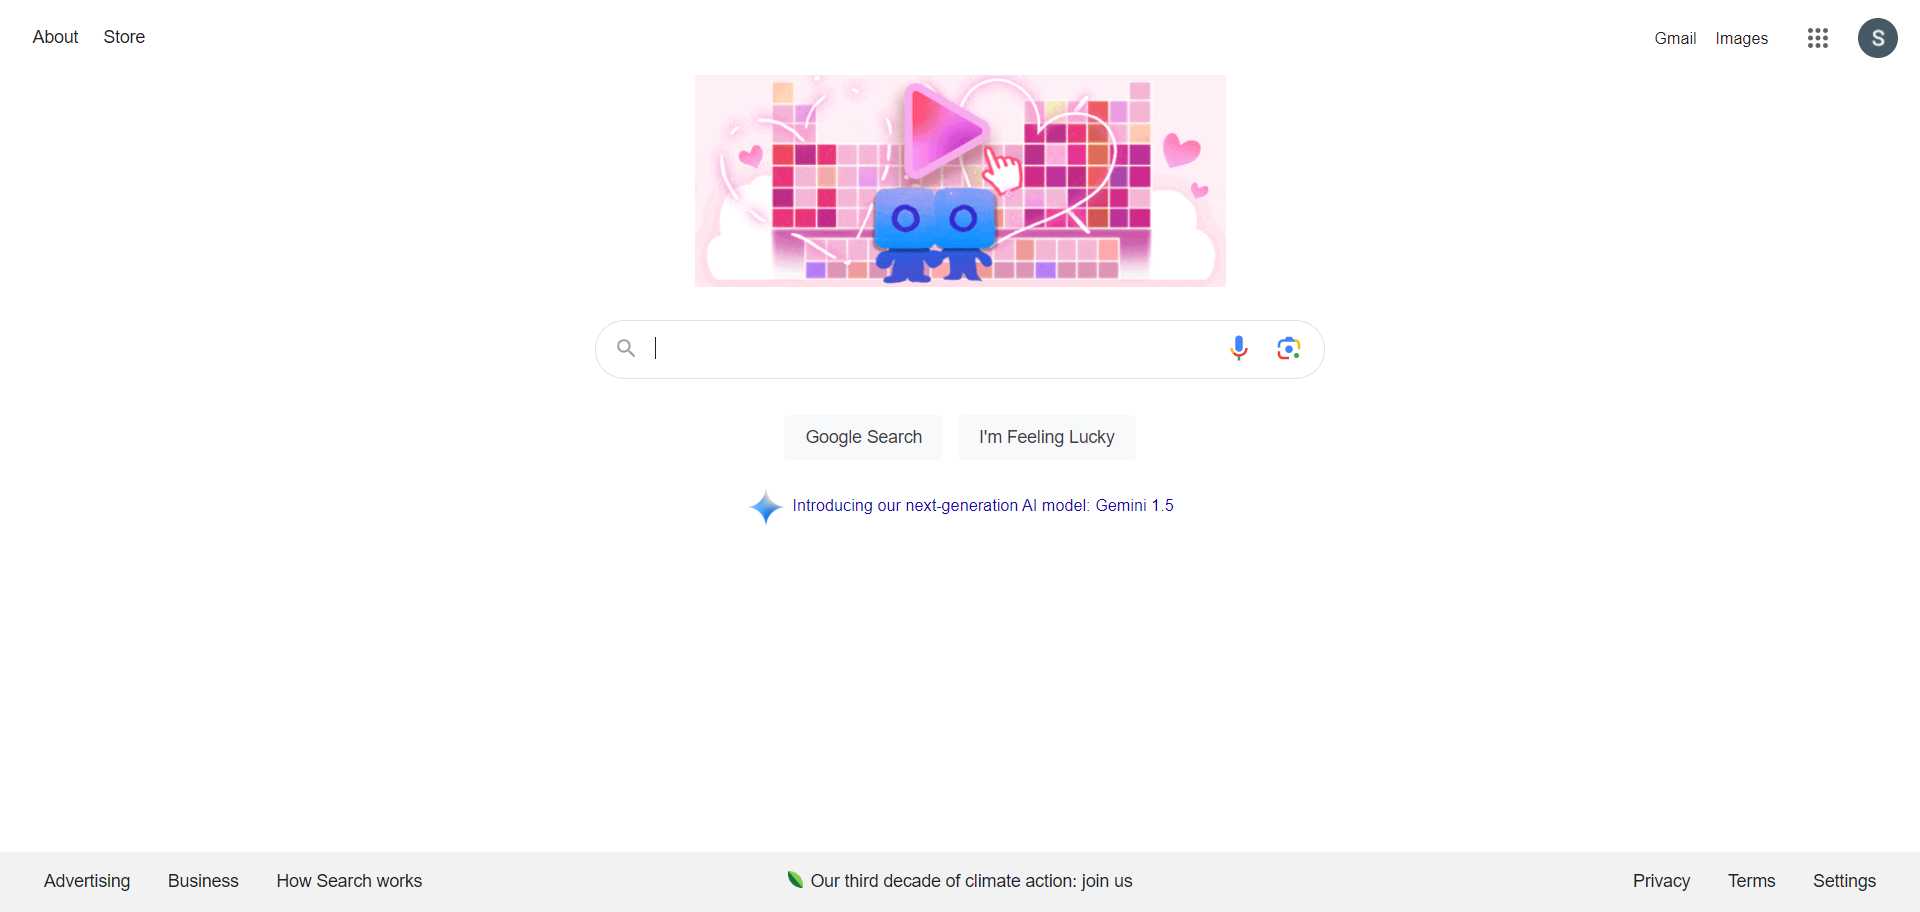 About Store
Gmail Images
S
Google Search I'm Feeling Lucky
Introducing our next-generation AI model: Gemini 1.5
Advertising Business How Search works
Our third decade of climate action: join us
Privacy Terms Settings